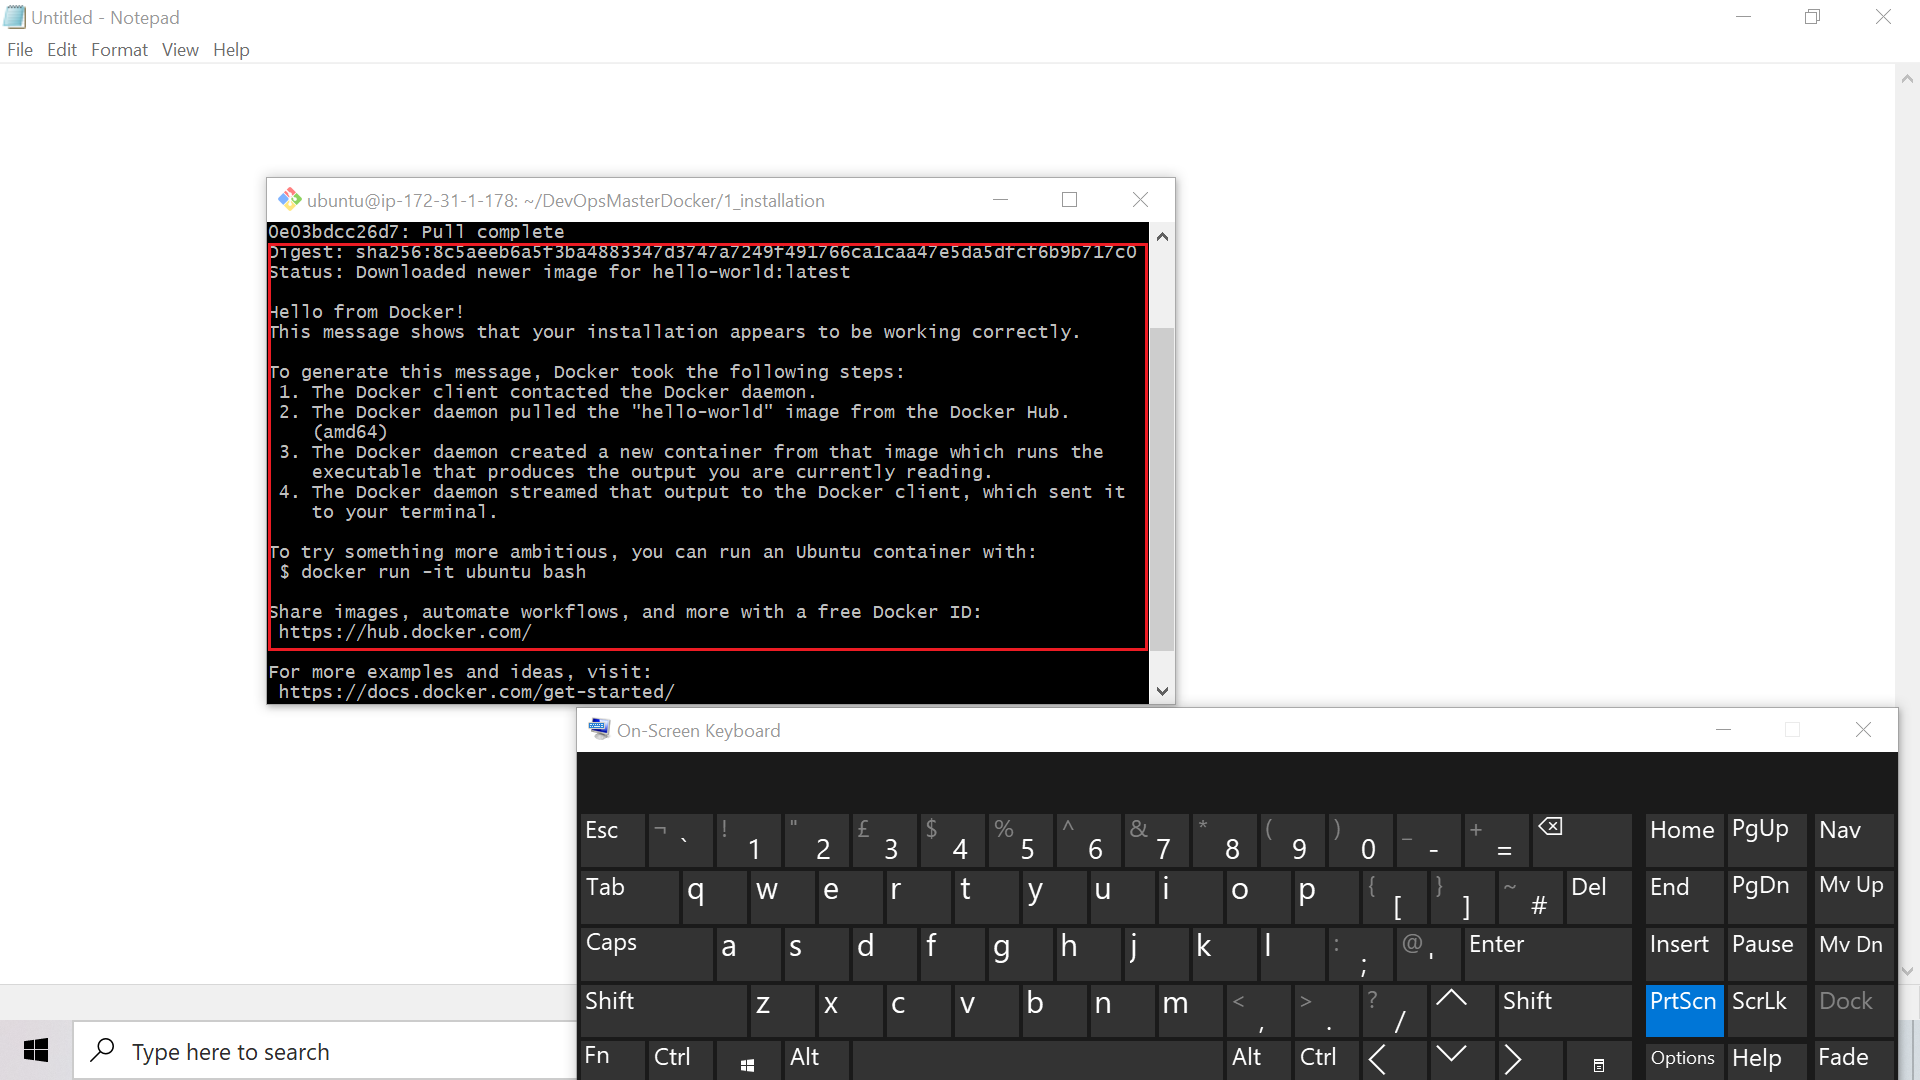 Untitled - Notepad
File Edit Format View Help
ubuntu@ip-172-31-1-178: ~/DevOpsMasterDocker/1_installation
0e03bdcc26d7: Pull complete
Digest: sha256:8c5aeeb6a5f3ba4883347d3747a7249f491766ca1caa47e5da5dfcf6b9b717c0
Status: Downloaded newer image for hello-world:latest
Hello from Docker!
This message shows that your installation appears to be working correctly.
To generate this message, Docker took the following steps:
1. The Docker client contacted the Docker daemon.
2. The Docker daemon pulled the "hello-world" image from the Docker Hub.
(amd64)
3. The Docker daemon created a new container from that image which runs the
executable that produces the output you are currently reading.
4. The Docker daemon streamed that output to the Docker client, which sent it
to your terminal.
To try something more ambitious, you can run an Ubuntu container with:
$ docker run -it ubuntu bash
Share images, automate workflows, and more with a free Docker ID:
https://hub.docker.com/
For more examples and ideas, visit:
https://docs.docker.com/get-started/
On-Screen Keyboard
Esc ¬ ` ! 1 " 2 £ 3 $ 4 % 5 ^ 6 & 7 * 8 ( 9 ) 0 _ - + = Home PgUp Nav
Tab q w e r t y u i o p { [ } ] ~ # Del End PgDn Mv Up
Caps a s d f g h j k l : ; @ ' Enter Insert Pause Mv Dn
Shift z x c v b n m < , > . ? / Shift PrtScn ScrLk Dock
Fn Ctrl Alt Alt Ctrl Options Help Fade
Type here to search